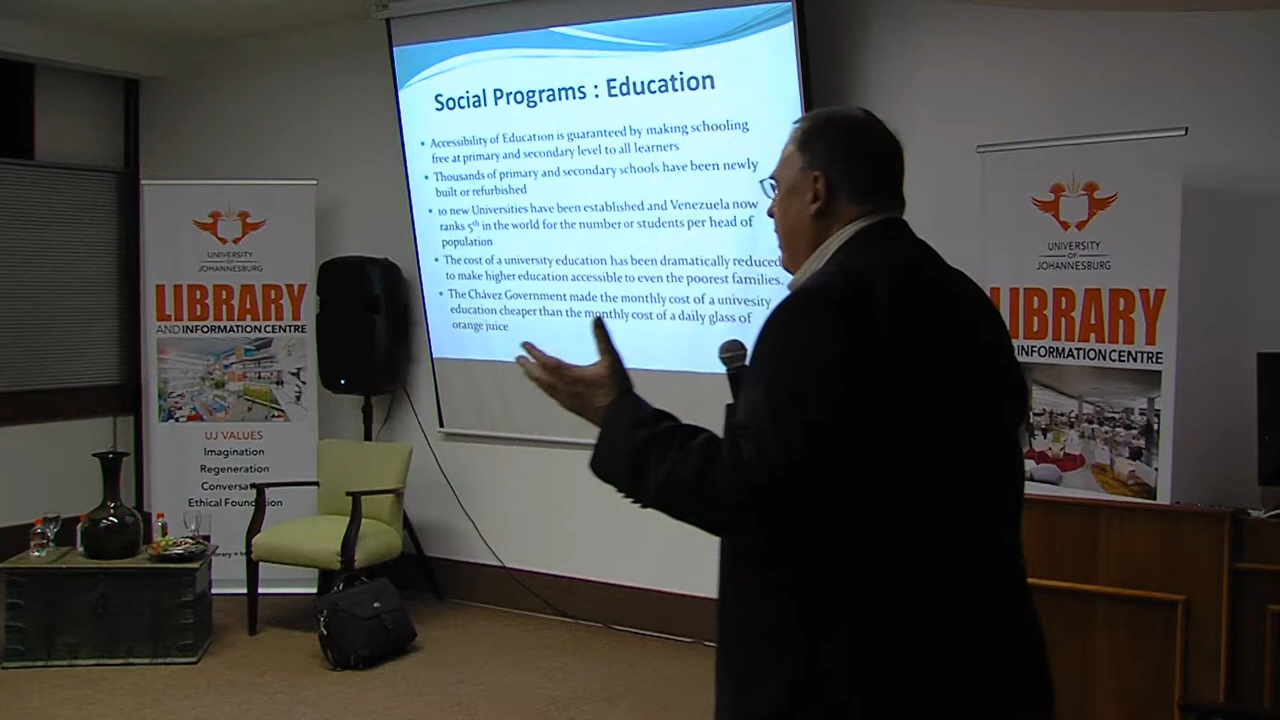 Social Programs : Education
• Accessibility of Education is guaranteed by making schooling
free at primary and secondary level to all learners
• Thousands of primary and secondary schools have been newly
built or refurbished
• 10 new Universities have been established and Venezuela now
ranks 5th in the world for the number or students per head of
population
• The cost of a university education has been dramatically reduced
to make higher education accessible to even the poorest families.
• The Chávez Government made the monthly cost of a univesity
education cheaper than the monthly cost of a daily glass of
orange juice
UNIVERSITY
OF
JOHANNESBURG
LIBRARY
AND INFORMATION CENTRE
UJ VALUES
Imagination
Regeneration
Ethical
UNIVERSITY
OF
JOHANNESBURG
LIBRARY
INFORMATION CENTRE